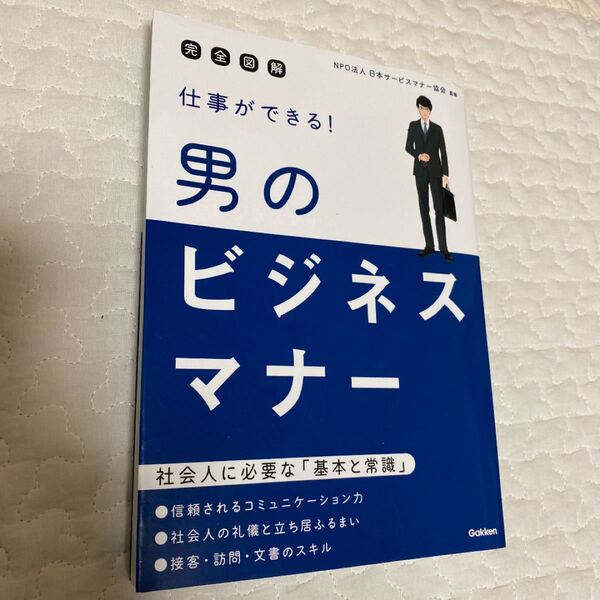 完全図解
NPO法人 日本サービスマナー協会 監修
仕事ができる!
男の
ビジネス
マナー
社会人に必要な「基本と常識」
●信頼されるコミュニケーション力
●社会人の礼儀と立ち居ふるまい
●接客・訪問・文書のスキル
Gakken